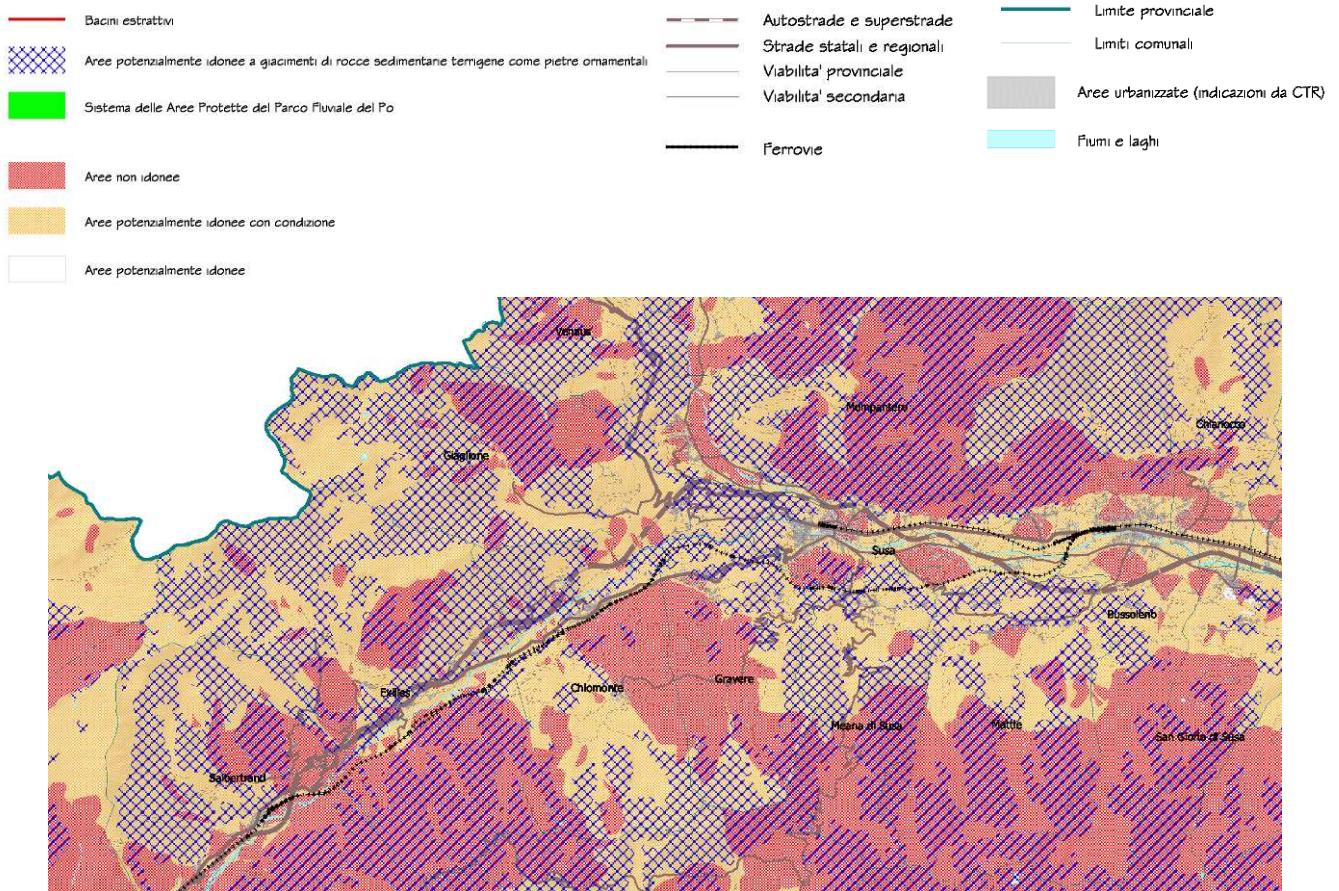 Bacini estrattivi
Aree potenzialmente idonee a giacimenti di rocce sedimentarie terrigene come pietre ornamentali
Sistema delle Aree Protette del Parco Fluviale del Po
Aree non idonee
Aree potenzialmente idonee con condizione
Aree potenzialmente idonee
Autostrade e superstrade
Strade statali e regionali
Viabilita' provinciale
Viabilita' secondaria
Ferrovie
Limite provinciale
Limiti comunali
Aree urbanizzate (indicazioni da CTR)
Fiumi e laghi
Venaus
Mompantero
Chianocco
Giaglione
Susa
Bussoleno
Exilles
Chiomonte
Gravere
Meana di Susa
Mattie
San Giorio di Susa
Salbertrand